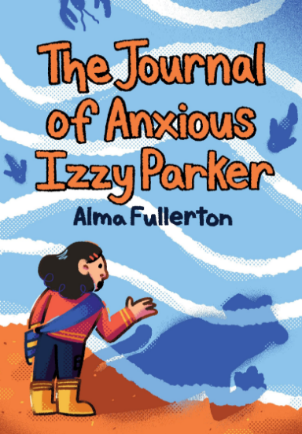 The Journal
of Anxious
Izzy Parker
Alma Fullerton